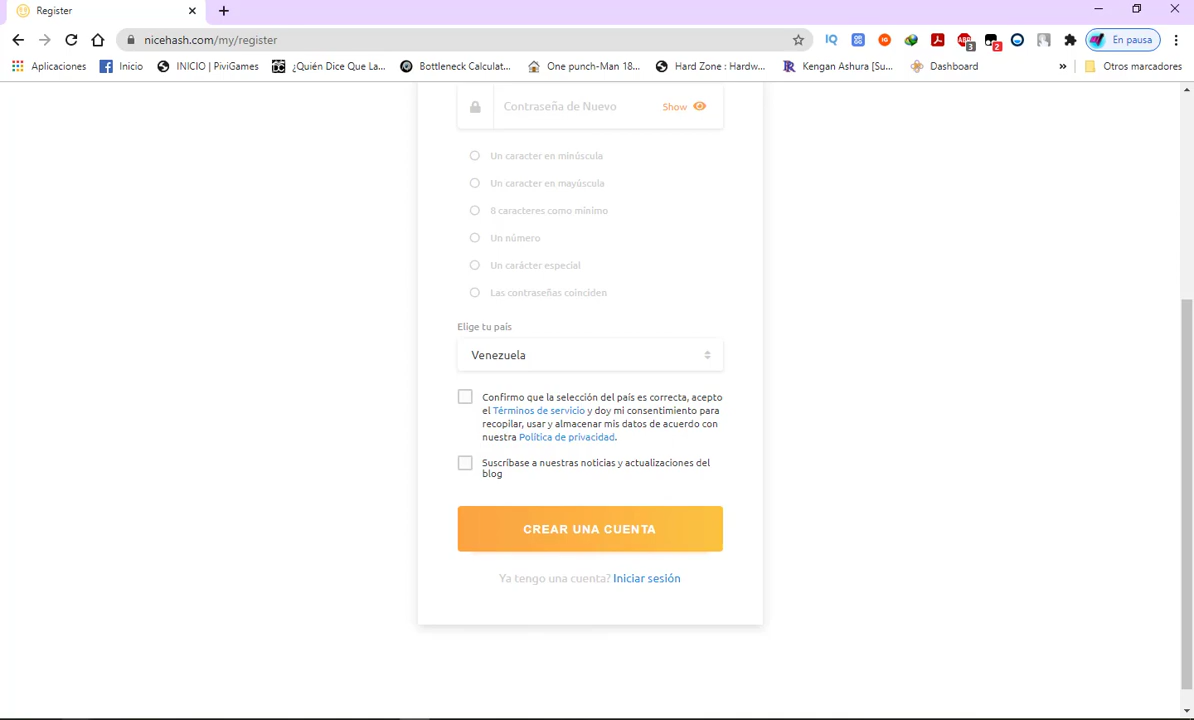 Register
nicehash.com/my/register
IQ
IG
ABP
3
2
En pausa
Aplicaciones
Inicio
INICIO | PiviGames
¿Quién Dice Que La...
Bottleneck Calculat...
One punch-Man 18...
Hard Zone : Hardw...
Kengan Ashura [Su...
Dashboard
»
Otros marcadores
Contraseña de Nuevo
Show
Un caracter en minúscula
Un caracter en mayúscula
8 caracteres como mínimo
Un número
Un carácter especial
Las contraseñas coinciden
Elige tu país
Venezuela
Confirmo que la selección del país es correcta, acepto
el Términos de servicio y doy mi consentimiento para
recopilar, usar y almacenar mis datos de acuerdo con
nuestra Política de privacidad.
Suscríbase a nuestras noticias y actualizaciones del
blog
CREAR UNA CUENTA
Ya tengo una cuenta? Iniciar sesión